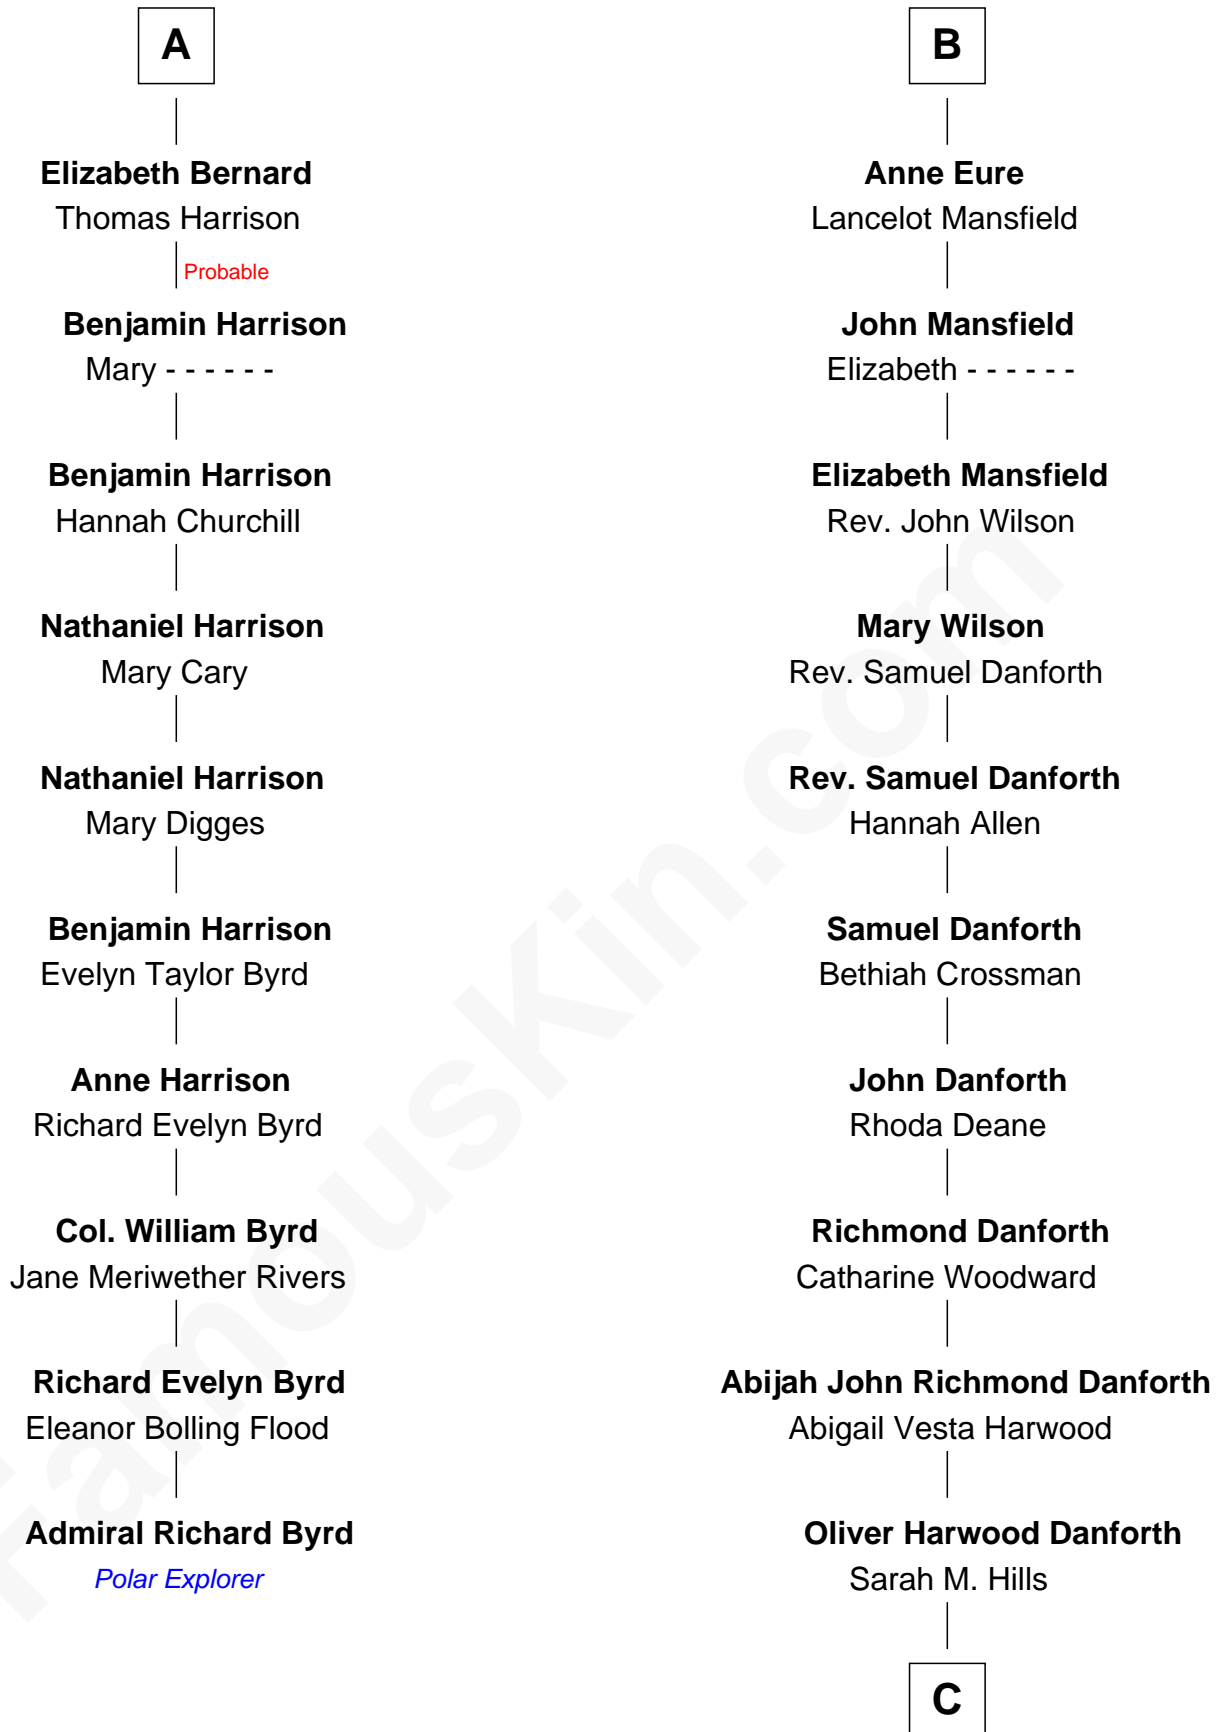 A
Elizabeth Bernard
Thomas Harrison
Probable
Benjamin Harrison
Mary - - - - - -
Benjamin Harrison
Hannah Churchill
Nathaniel Harrison
Mary Cary
Nathaniel Harrison
Mary Digges
Benjamin Harrison
Evelyn Taylor Byrd
Anne Harrison
Richard Evelyn Byrd
Col. William Byrd
Jane Meriwether Rivers
Richard Evelyn Byrd
Eleanor Bolling Flood
Admiral Richard Byrd
Polar Explorer
B
Anne Eure
Lancelot Mansfield
John Mansfield
Elizabeth - - - - - -
Elizabeth Mansfield
Rev. John Wilson
Mary Wilson
Rev. Samuel Danforth
Rev. Samuel Danforth
Hannah Allen
Samuel Danforth
Bethiah Crossman
John Danforth
Rhoda Deane
Richmond Danforth
Catharine Woodward
Abijah John Richmond Danforth
Abigail Vesta Harwood
Oliver Harwood Danforth
Sarah M. Hills
C
FamousKin.com